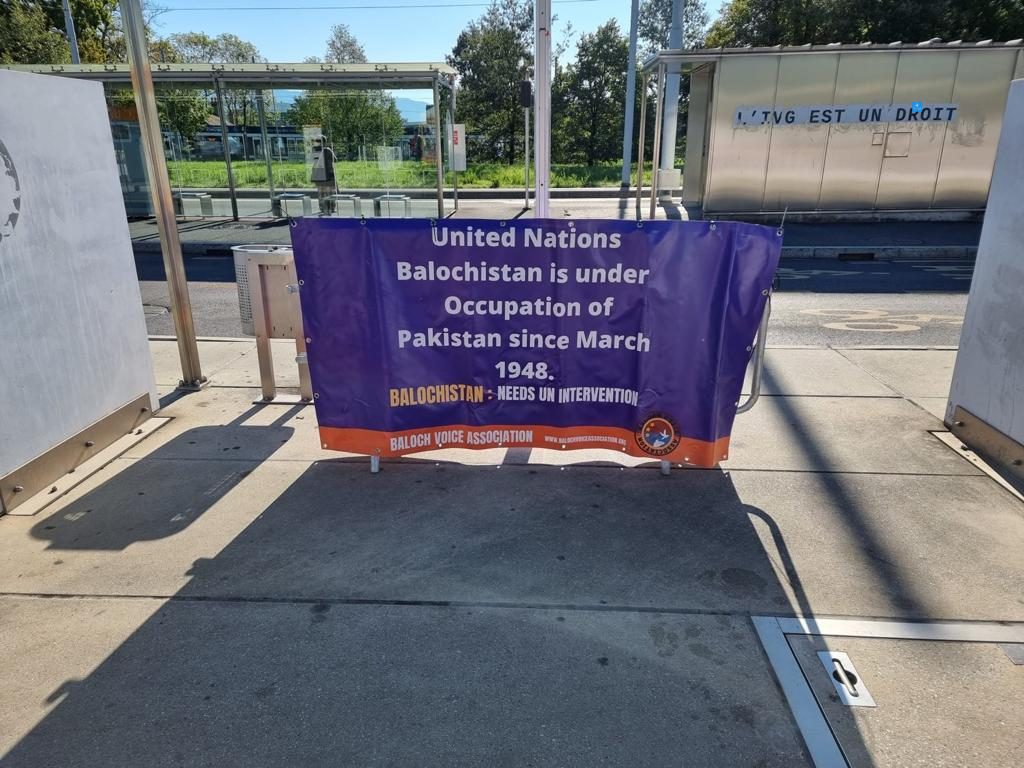 L'IVG EST UN DROIT
United Nations
Balochistan is under
Occupation of
Pakistan since March
1948.
BALOCHISTAN : NEEDS UN INTERVENTION
BALOCH VOICE ASSOCIATION WWW.BALOCHVOICEASSOCIATION.ORG